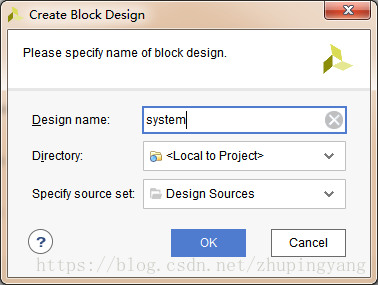 Create Block Design
Please specify name of block design.
Design name: system
Directory: <Local to Project>
Specify source set: Design Sources
? OK Cancel
https://blog.csdn.net/zhupingyang